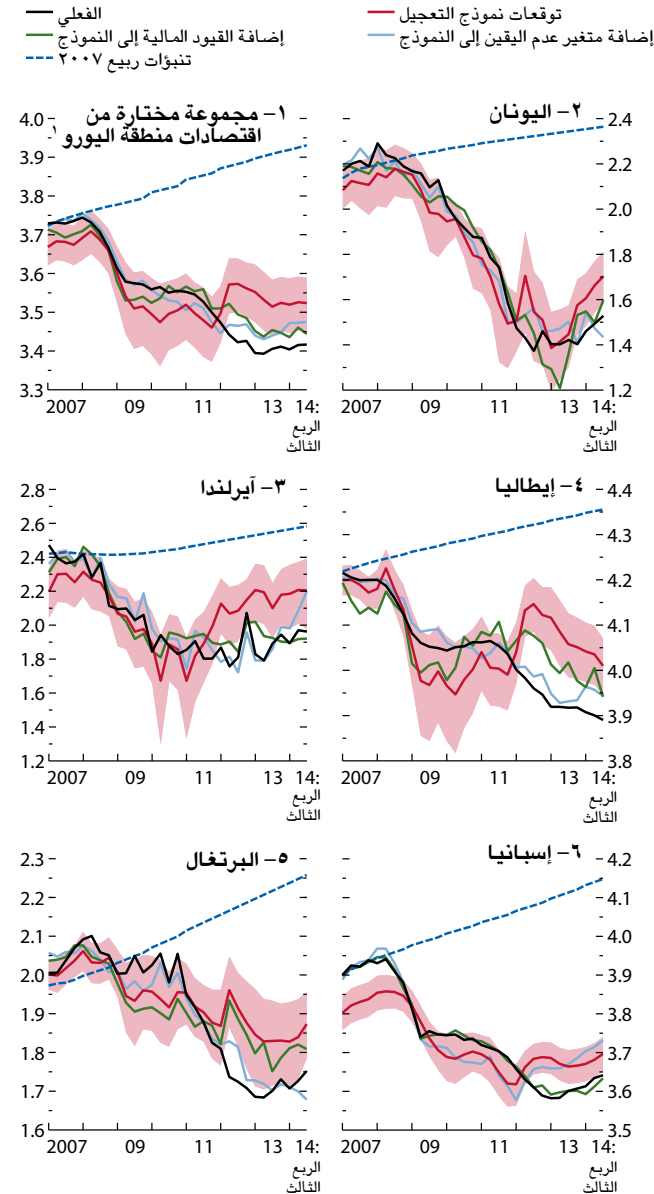 الفعلي
توقعات نموذج التعجيل
إضافة القيود المالية إلى النموذج
إضافة متغير عدم اليقين إلى النموذج
تنبؤات ربيع ٢٠٠٧
١- مجموعة مختارة من
اقتصادات منطقة اليورو ١
4.0
3.9
3.8
3.7
3.6
3.5
3.4
3.3
2007 09 11 13 14:
الربع
الثالث
٢- اليونان
2.4
2.2
2.0
1.8
1.6
1.4
1.2
2007 09 11 13 14:
الربع
الثالث
٣- آيرلندا
2.8
2.6
2.4
2.2
2.0
1.8
1.6
1.4
1.2
2007 09 11 13 14:
الربع
الثالث
٤- إيطاليا
4.4
4.3
4.2
4.1
4.0
3.9
3.8
2007 09 11 13 14:
الربع
الثالث
٥- البرتغال
2.3
2.2
2.1
2.0
1.9
1.8
1.7
1.6
2007 09 11 13 14:
الربع
الثالث
٦- إسبانيا
4.2
4.1
4.0
3.9
3.8
3.7
3.6
3.5
2007 09 11 13 14:
الربع
الثالث